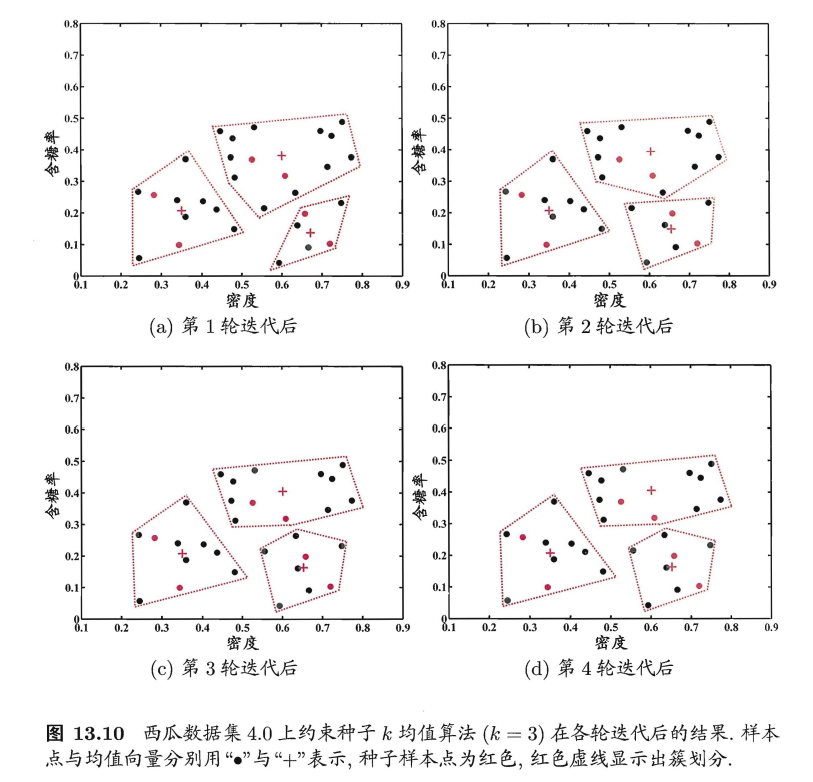 0.8
0.7
0.6
0.5
0.4
0.3
0.2
0.1
0
含糖率
0.1 0.2 0.3 0.4 0.5 0.6 0.7 0.8 0.9
密度
(a) 第 1 轮迭代后
0.8
0.7
0.6
0.5
0.4
0.3
0.2
0.1
0
含糖率
0.1 0.2 0.3 0.4 0.5 0.6 0.7 0.8 0.9
密度
(b) 第 2 轮迭代后
0.8
0.7
0.6
0.5
0.4
0.3
0.2
0.1
0
含糖率
0.1 0.2 0.3 0.4 0.5 0.6 0.7 0.8 0.9
密度
(c) 第 3 轮迭代后
0.8
0.7
0.6
0.5
0.4
0.3
0.2
0.1
0
含糖率
0.1 0.2 0.3 0.4 0.5 0.6 0.7 0.8 0.9
密度
(d) 第 4 轮迭代后
图 13.10 西瓜数据集 4.0 上约束种子 k 均值算法 (k = 3) 在各轮迭代后的结果. 样本
点与均值向量分别用“●”与“+”表示, 种子样本点为红色, 红色虚线显示出簇划分.